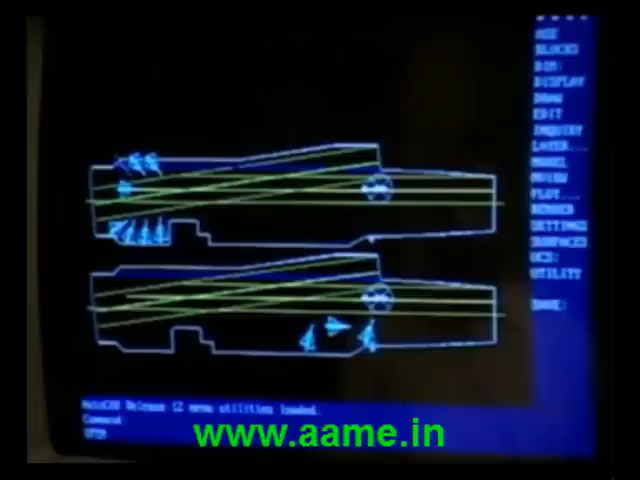 * * * *
ASE
BLOCKS
DIM:
DISPLAY
DRAW
EDIT
INQUIRY
LAYER...
MODEL
MVIEW
PLOT...
RENDER
SETTINGS
SURFACES
UCS:
UTILITY
SAVE:
AutoCAD Release 12 menu utilities loaded.
Command
www.aame.in